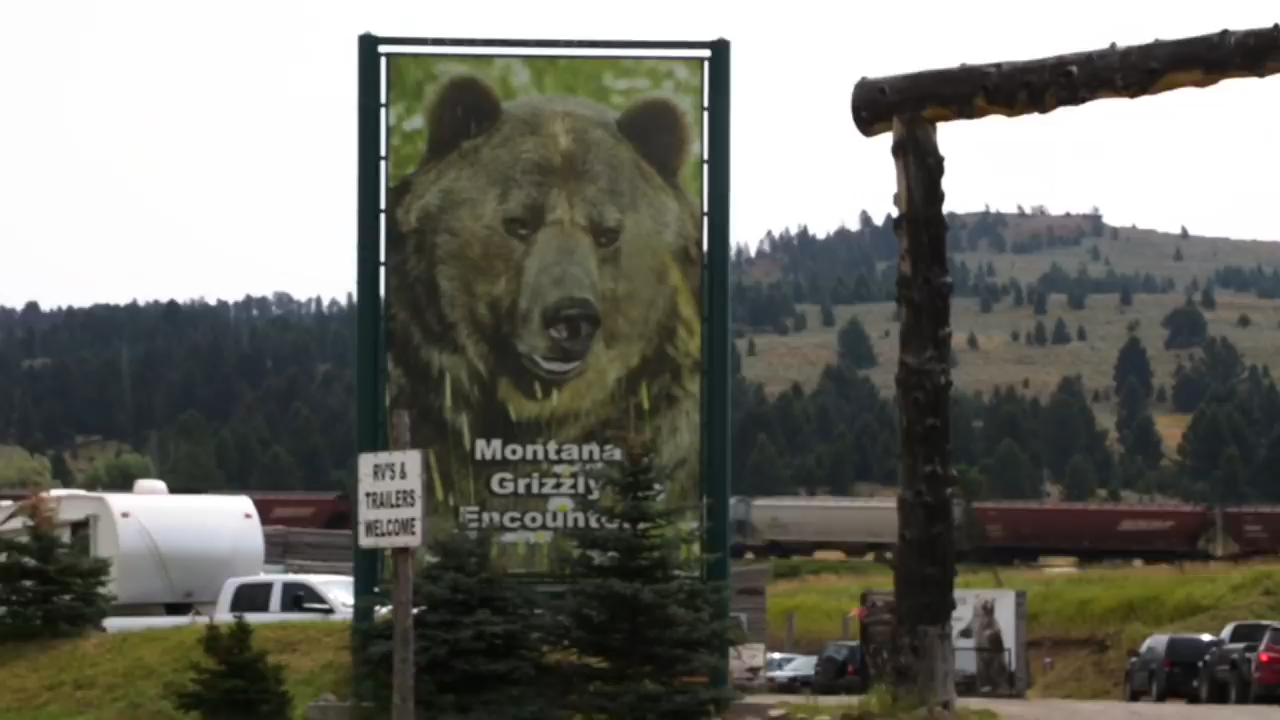 Montana
Grizzly
Encounter
RV'S &
TRAILERS
WELCOME